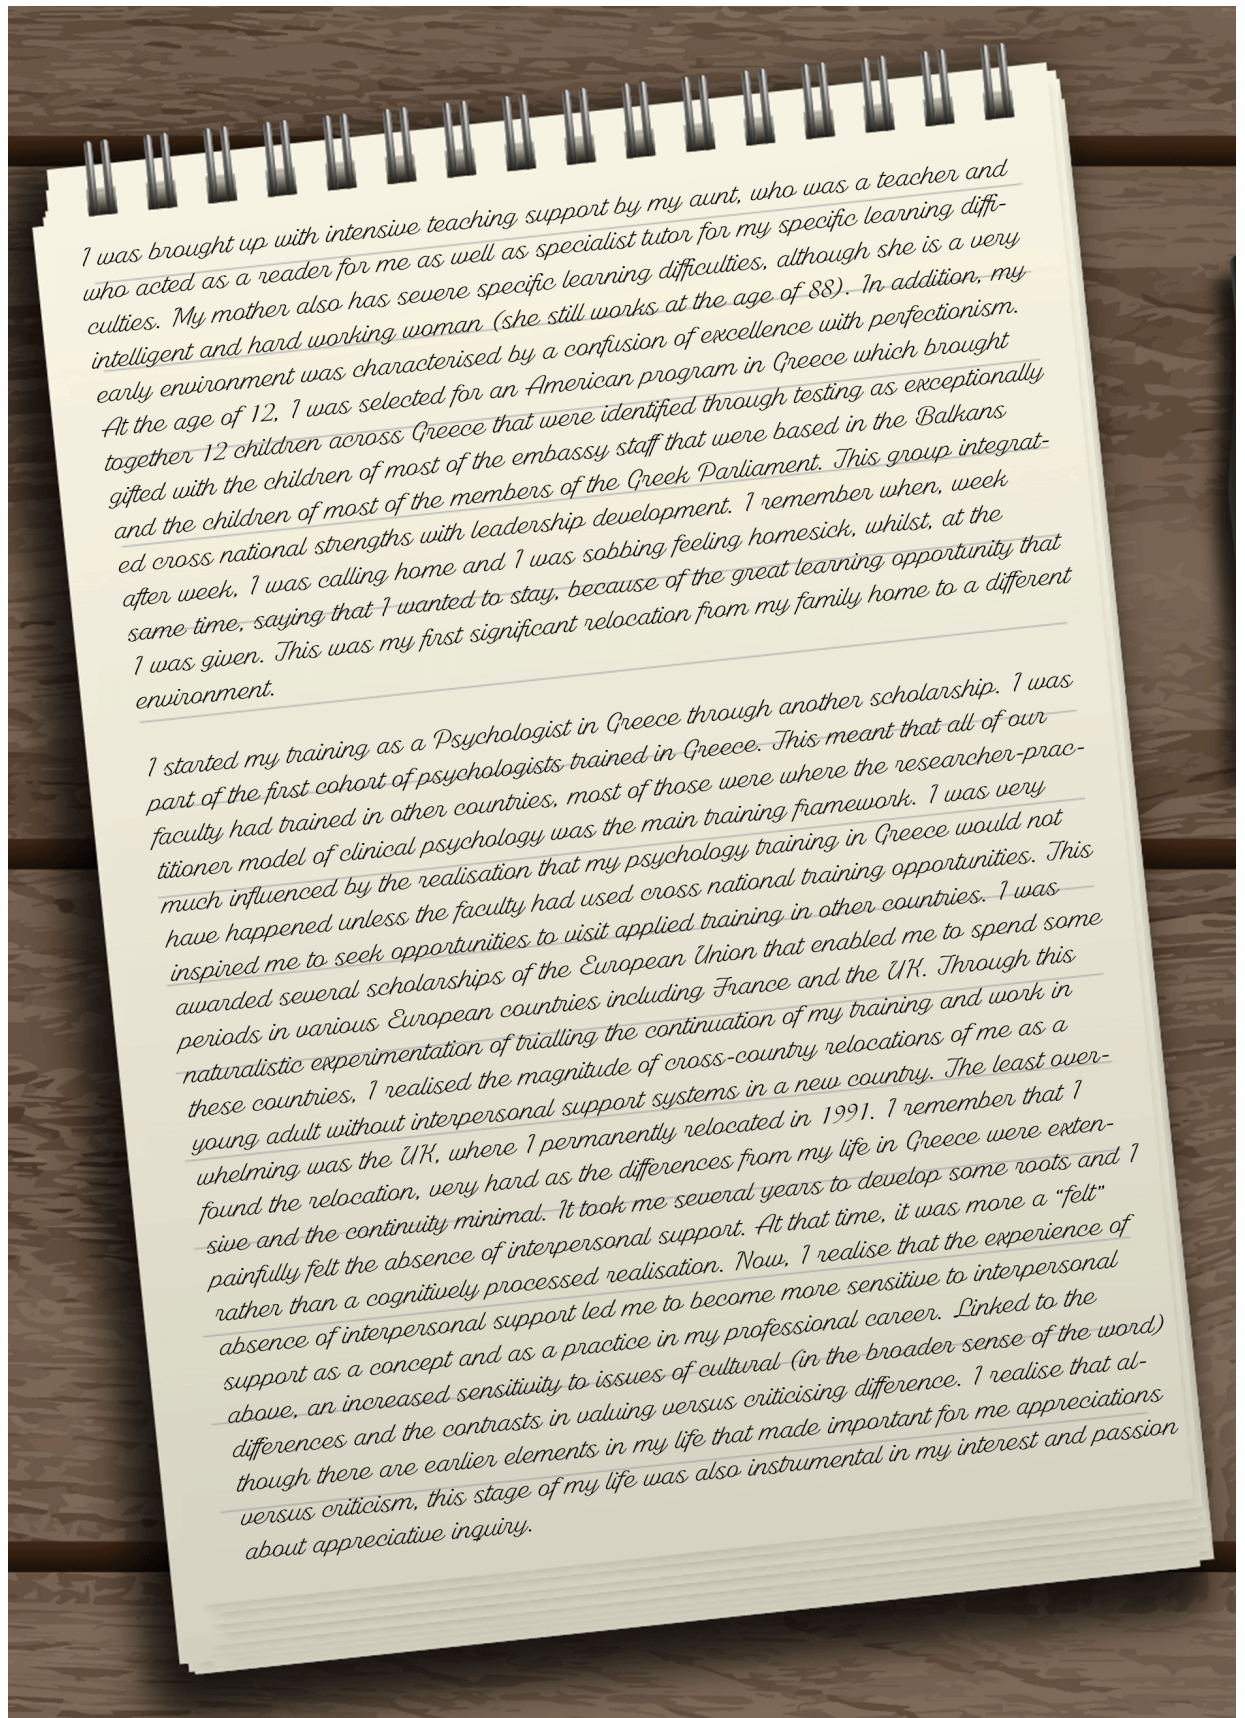 I was brought up with intensive teaching support by my aunt, who was a teacher and
who acted as a reader for me as well as specialist tutor for my specific learning diffi-
culties. My mother also has severe specific learning difficulties, although she is a very
intelligent and hard working woman (she still works at the age of 88). In addition, my
early environment was characterised by a confusion of excellence with perfectionism.
At the age of 12, I was selected for an American program in Greece which brought
together 12 children across Greece that were identified through testing as exceptionally
gifted with the children of most of the embassy staff that were based in the Balkans
and the children of most of the members of the Greek Parliament. This group integrat-
ed cross national strengths with leadership development. I remember when, week
after week, I was calling home and I was sobbing feeling homesick, whilst, at the
same time, saying that I wanted to stay, because of the great learning opportunity that
I was given. This was my first significant relocation from my family home to a different
environment.
I started my training as a Psychologist in Greece through another scholarship. I was
part of the first cohort of psychologists trained in Greece. This meant that all of our
faculty had trained in other countries, most of those were where the researcher-prac-
titioner model of clinical psychology was the main training framework. I was very
much influenced by the realisation that my psychology training in Greece would not
have happened unless the faculty had used cross national training opportunities. This
inspired me to seek opportunities to visit applied training in other countries. I was
awarded several scholarships of the European Union that enabled me to spend some
periods in various European countries including France and the UK. Through this
naturalistic experimentation of trialling the continuation of my training and work in
these countries, I realised the magnitude of cross-country relocations of me as a
young adult without interpersonal support systems in a new country. The least over-
whelming was the UK, where I permanently relocated in 1991. I remember that I
found the relocation, very hard as the differences from my life in Greece were exten-
sive and the continuity minimal. It took me several years to develop some roots and I
painfully felt the absence of interpersonal support. At that time, it was more a “felt”
rather than a cognitively processed realisation. Now, I realise that the experience of
absence of interpersonal support led me to become more sensitive to interpersonal
support as a concept and as a practice in my professional career. Linked to the
above, an increased sensitivity to issues of cultural (in the broader sense of the word)
differences and the contrasts in valuing versus criticising difference. I realise that al-
though there are earlier elements in my life that made important for me appreciations
versus criticism, this stage of my life was also instrumental in my interest and passion
about appreciative inquiry.